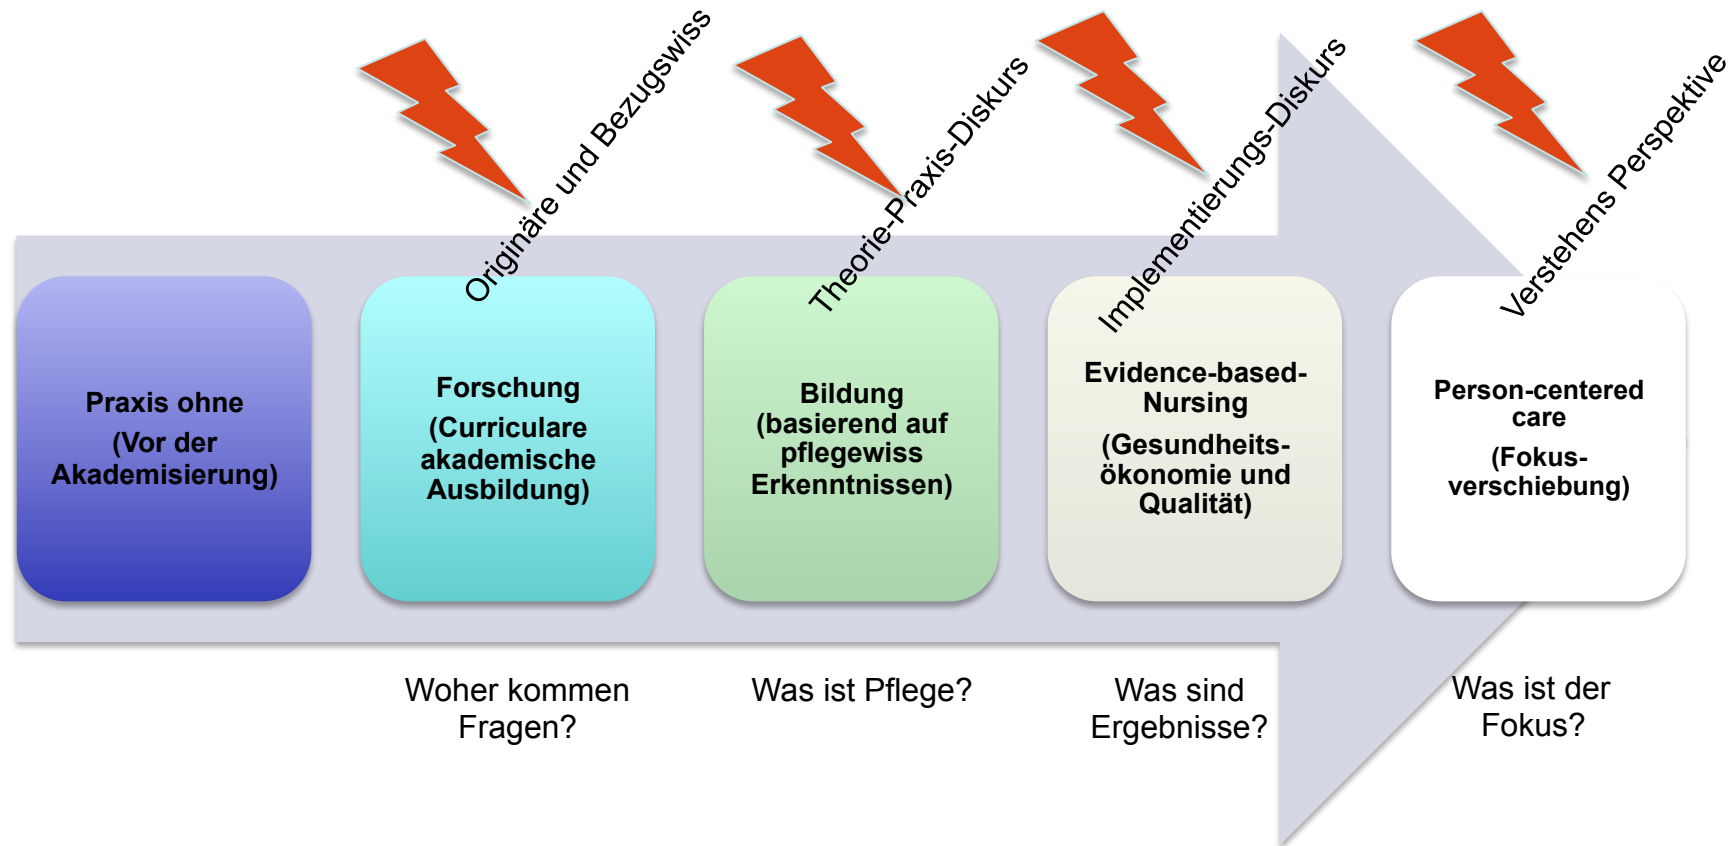 Originäre und Bezugswiss
Theorie-Praxis-Diskurs
Implementierungs-Diskurs
Verstehens Perspektive
Praxis ohne
(Vor der
Akademisierung)
Forschung
(Curriculare
akademische
Ausbildung)
Bildung
(basierend auf
pflegewiss
Erkenntnissen)
Evidence-based-
Nursing
(Gesundheits-
ökonomie und
Qualität)
Person-centered
care
(Fokus-
verschiebung)
Woher kommen
Fragen?
Was ist Pflege?
Was sind
Ergebnisse?
Was ist der
Fokus?